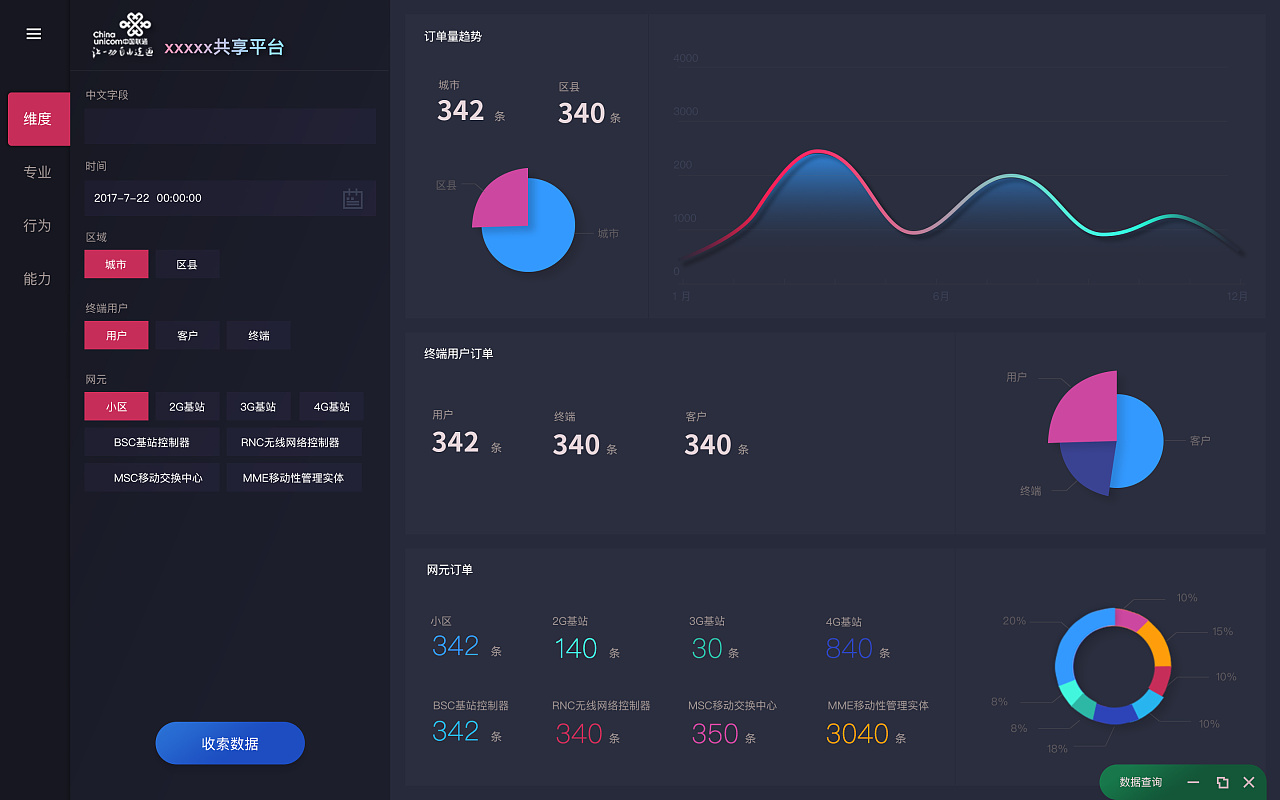 China
unicom中国联通
让一切自由连通
xxxxx共享平台
维度
专业
行为
能力
中文字段
时间
2017-7-22 00:00:00
区域
城市 区县
终端用户
用户 客户 终端
网元
小区 2G基站 3G基站 4G基站
BSC基站控制器 RNC无线网络控制器
MSC移动交换中心 MME移动性管理实体
收索数据
订单量趋势
城市 区县
342 条 340 条
区县
城市
4000
3000
200
1000
0
1 月 6月 12月
终端用户订单
用户 终端 客户
342 条 340 条 340 条
用户
客户
终端
网元订单
小区 2G基站 3G基站 4G基站
342 条 140 条 30 条 840 条
BSC基站控制器 RNC无线网络控制器 MSC移动交换中心 MME移动性管理实体
342 条 340 条 350 条 3040 条
10%
20%
15%
10%
8%
10%
8%
18%
数据查询